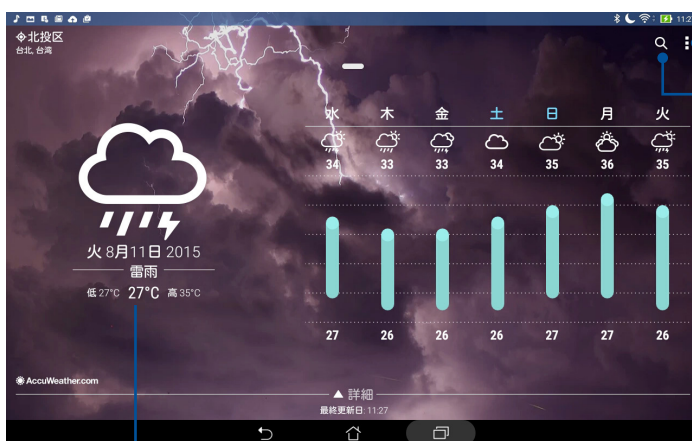 11:2
北投区
台北, 台湾
水 木 金 土 日 月 火
34 33 33 34 35 36 35
火 8月11日 2015
雷雨
低 27°C 27°C 高 35°C
27 26 26 26 27 27 26
AccuWeather.com
詳細
最終更新日: 11:27